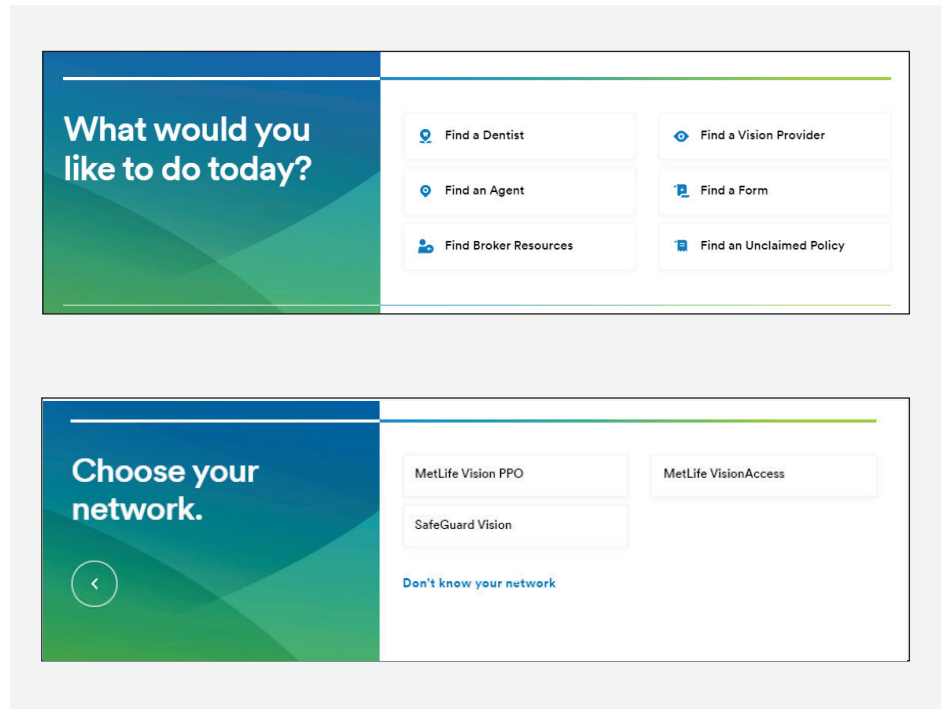 What would you
like to do today?
Find a Dentist
Find a Vision Provider
Find an Agent
Find a Form
Find Broker Resources
Find an Unclaimed Policy
Choose your
network.
MetLife Vision PPO
MetLife VisionAccess
SafeGuard Vision
Don't know your network